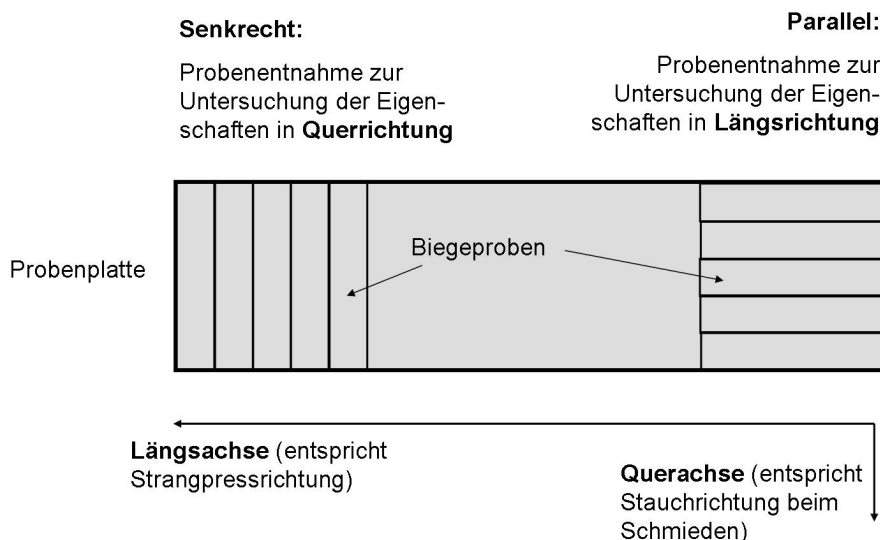 Senkrecht:
Probenentnahme zur
Untersuchung der Eigen-
schaften in Querrichtung
Parallel:
Probenentnahme zur
Untersuchung der Eigen-
schaften in Längsrichtung
Probenplatte
Biegeproben
Längsachse (entspricht
Strangpressrichtung)
Querachse (entspricht
Stauchrichtung beim
Schmieden)